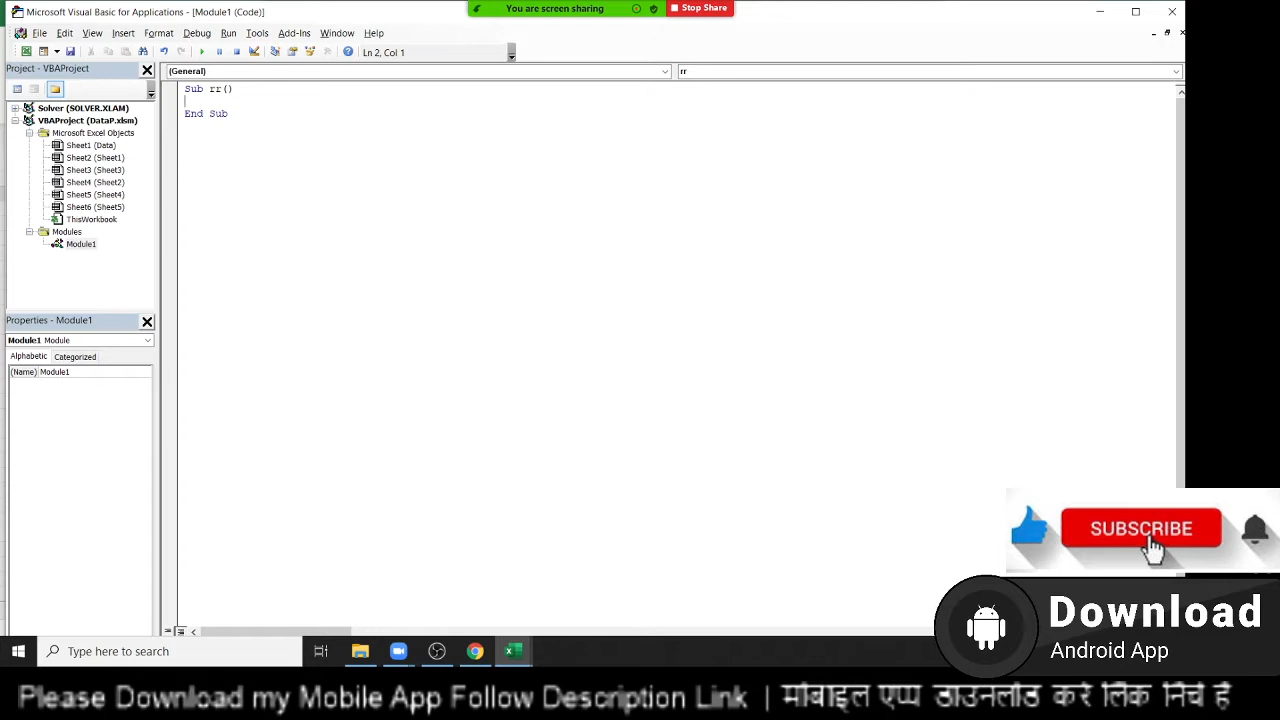 Microsoft Visual Basic for Applications - [Module1 (Code)]
You are screen sharing
Stop Share
File Edit View Insert Format Debug Run Tools Add-Ins Window Help
Ln 2, Col 1
Project - VBAProject
(General)
rr
Sub rr()
End Sub
Solver (SOLVER.XLAM)
VBAProject (DataP.xlsm)
Microsoft Excel Objects
Sheet1 (Data)
Sheet2 (Sheet1)
Sheet3 (Sheet3)
Sheet4 (Sheet2)
Sheet5 (Sheet4)
Sheet6 (Sheet5)
ThisWorkbook
Modules
Module1
Properties - Module1
Module1 Module
Alphabetic Categorized
(Name) Module1
SUBSCRIBE
Download
Android App
Type here to search
Please Download my Mobile App Follow Description Link | मोबाइल एप्प डाउनलोड करे लिंक निचे है